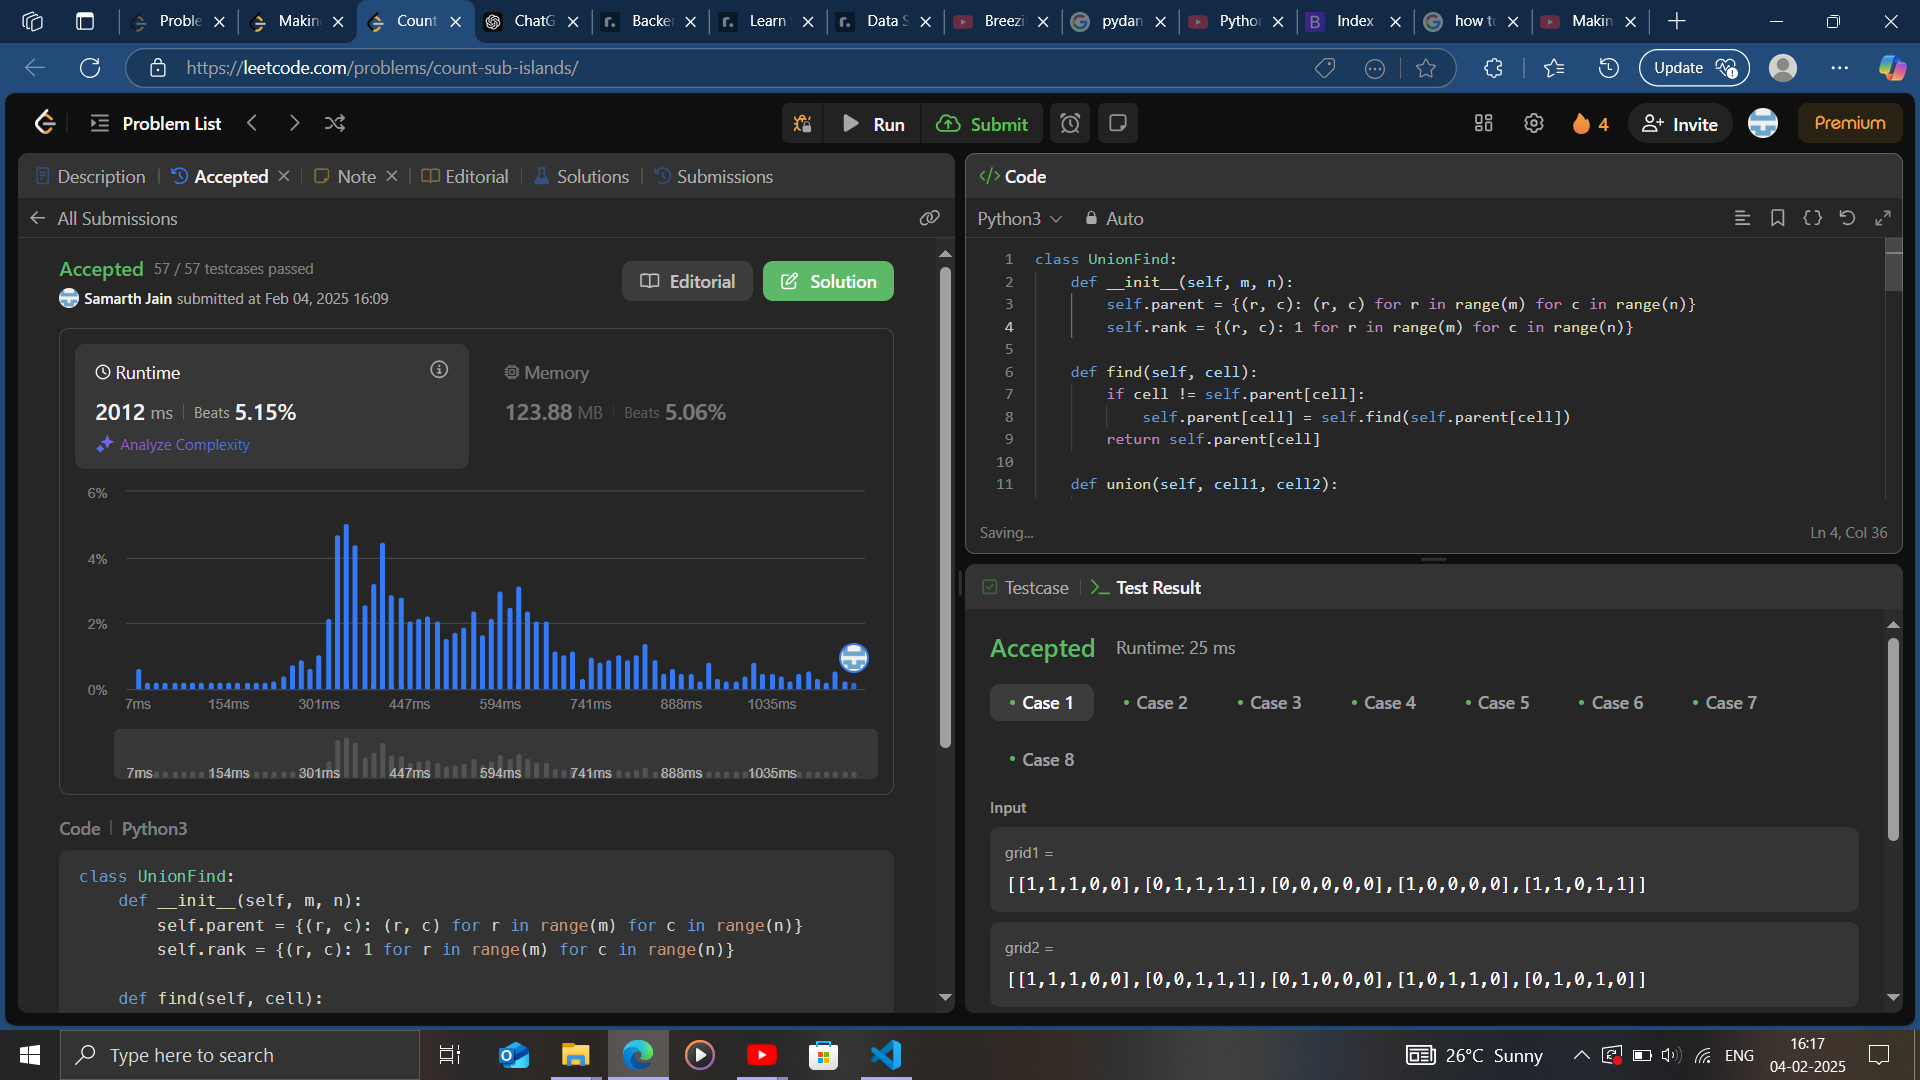 Proble
Makin
Count
ChatG
Backe
Learn
Data S
Breezi
pydan
Pytho
Index
how to
Makin
https://leetcode.com/problems/count-sub-islands/
Update
Problem List
Run
Submit
4
Invite
Premium
Description
Accepted
Note
Editorial
Solutions
Submissions
All Submissions
Accepted 57 / 57 testcases passed
Samarth Jain submitted at Feb 04, 2025 16:09
Editorial
Solution
Runtime
2012 ms | Beats 5.15%
Analyze Complexity
Memory
123.88 MB | Beats 5.06%
6%
4%
2%
0%
7ms 154ms 301ms 447ms 594ms 741ms 888ms 1035ms
7ms 154ms 301ms 447ms 594ms 741ms 888ms 1035ms
Code | Python3
class UnionFind:
def __init__(self, m, n):
self.parent = {(r, c): (r, c) for r in range(m) for c in range(n)}
self.rank = {(r, c): 1 for r in range(m) for c in range(n)}
def find(self, cell):
</> Code
Python3
Auto
1 class UnionFind:
2 def __init__(self, m, n):
3 self.parent = {(r, c): (r, c) for r in range(m) for c in range(n)}
4 self.rank = {(r, c): 1 for r in range(m) for c in range(n)}
5
6 def find(self, cell):
7 if cell != self.parent[cell]:
8 self.parent[cell] = self.find(self.parent[cell])
9 return self.parent[cell]
10
11 def union(self, cell1, cell2):
Saving...
Ln 4, Col 36
Testcase
Test Result
Accepted Runtime: 25 ms
Case 1
Case 2
Case 3
Case 4
Case 5
Case 6
Case 7
Case 8
Input
grid1 =
[[1,1,1,0,0],[0,1,1,1,1],[0,0,0,0,0],[1,0,0,0,0],[1,1,0,1,1]]
grid2 =
[[1,1,1,0,0],[0,0,1,1,1],[0,1,0,0,0],[1,0,1,1,0],[0,1,0,1,0]]
Type here to search
26°C Sunny
ENG
16:17
04-02-2025